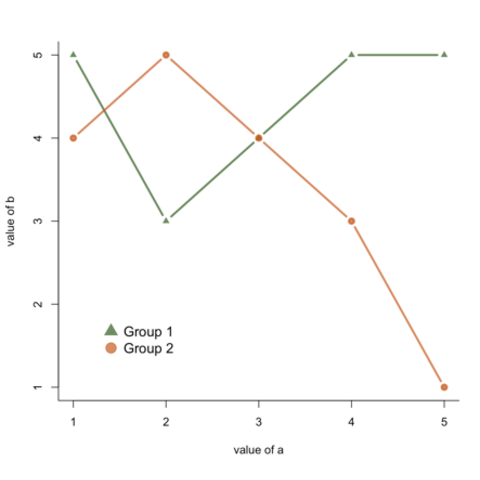 value of b
5
4
3
2
1
Group 1
Group 2
1 2 3 4 5
value of a